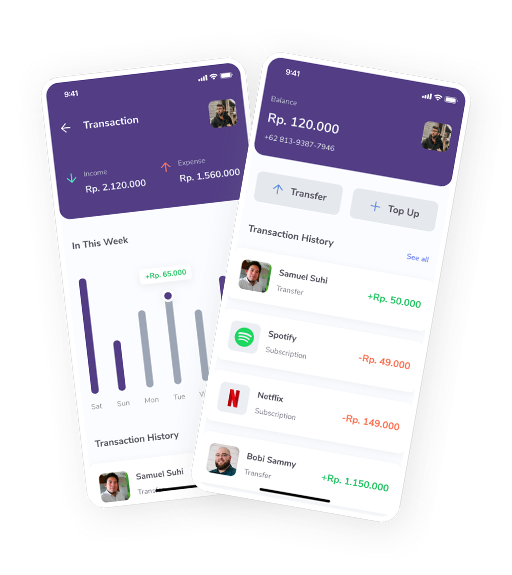 9:41
Transaction
Income
Rp. 2.120.000
Expense
Rp. 1.560.000
In This Week
+Rp. 65.000
Sat
Sun
Mon
Tue
Transaction History
Samuel Suhi
9:41
Balance
Rp. 120.000
+62 813-9387-7946
Transfer
Top Up
Transaction History
See all
Samuel Suhi
Transfer
+Rp. 50.000
Spotify
Subscription
-Rp. 49.000
Netflix
Subscription
-Rp. 149.000
Bobi Sammy
Transfer
+Rp. 1.150.000